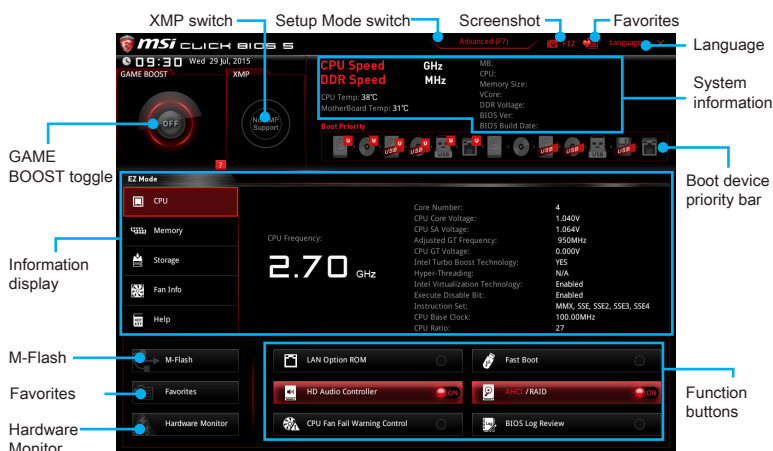 XMP switch
Setup Mode switch
Screenshot
Favorites
msi CLICK BIOS 5
Advanced (F7)
F12
Language
X
Language
09:30 Wed 29 Jul, 2015
GAME BOOST
XMP
OFF
No XMP
Support
?
CPU Speed GHz
DDR Speed MHz
CPU Temp: 38°C
MotherBoard Temp: 31°C
MB:
CPU:
Memory Size:
VCore:
DDR Voltage:
BIOS Ver:
BIOS Build Date:
System
information
Boot Priority
U U U U U U
USB USB USB USB USB USB
Boot device
priority bar
GAME
BOOST toggle
EZ Mode
CPU
Memory
Storage
Fan Info
Help
Information
display
CPU Frequency:
2.70 GHz
Core Number: 4
CPU Core Voltage: 1.040V
CPU SA Voltage: 1.064V
Adjusted GT Frequency: 950MHz
CPU GT Voltage: 0.000V
Intel Turbo Boost Technology: YES
Hyper-Threading: N/A
Intel Virtualization Technology: Enabled
Execute Disable Bit: Enabled
Instruction Set: MMX, SSE, SSE2, SSE3, SSE4
CPU Base Clock: 100.00MHz
CPU Ratio: 27
M-Flash
Favorites
Hardware
Monitor
M-Flash
Favorites
Hardware Monitor
LAN Option ROM
Fast Boot
HD Audio Controller ON
AHCI /RAID ON
CPU Fan Fail Warning Control
BIOS Log Review
Function
buttons